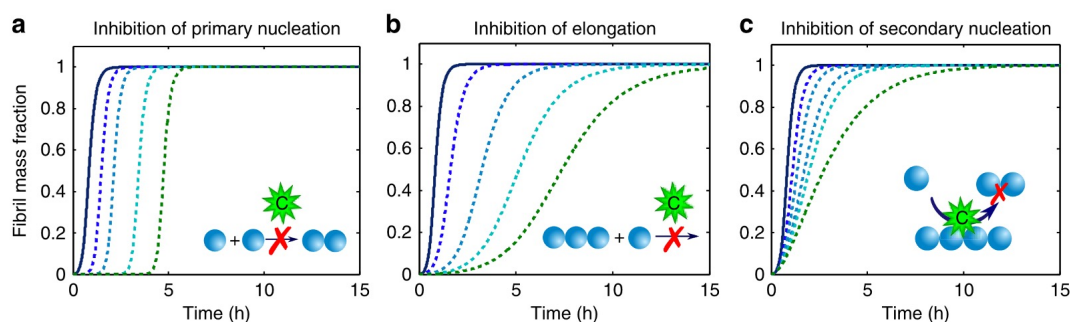 a
Inhibition of primary nucleation
Fibril mass fraction
1
0.8
0.6
0.4
0.2
0
C
+
0
5
10
15
Time (h)
b
Inhibition of elongation
1
0.8
0.6
0.4
0.2
0
C
+
0
5
10
15
Time (h)
c
Inhibition of secondary nucleation
1
0.8
0.6
0.4
0.2
0
C
0
5
10
15
Time (h)